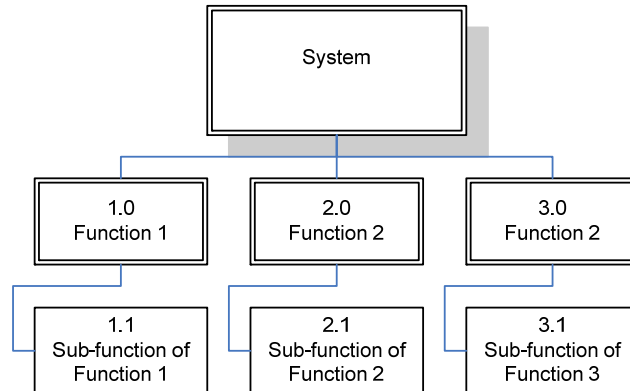 System
1.0
Function 1
2.0
Function 2
3.0
Function 2
1.1
Sub-function of
Function 1
2.1
Sub-function of
Function 2
3.1
Sub-function of
Function 3